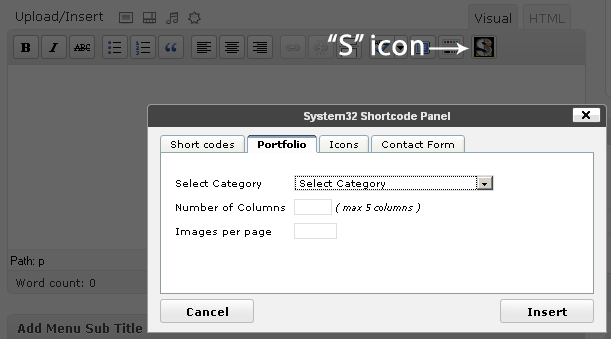 Upload/Insert
Visual HTML
B I ABC
"S" icon
System32 Shortcode Panel
Short codes Portfolio Icons Contact Form
Select Category Select Category
Number of Columns ( max 5 columns )
Images per page
Path: p
Word count: 0
Cancel Insert
Add Menu Sub Title